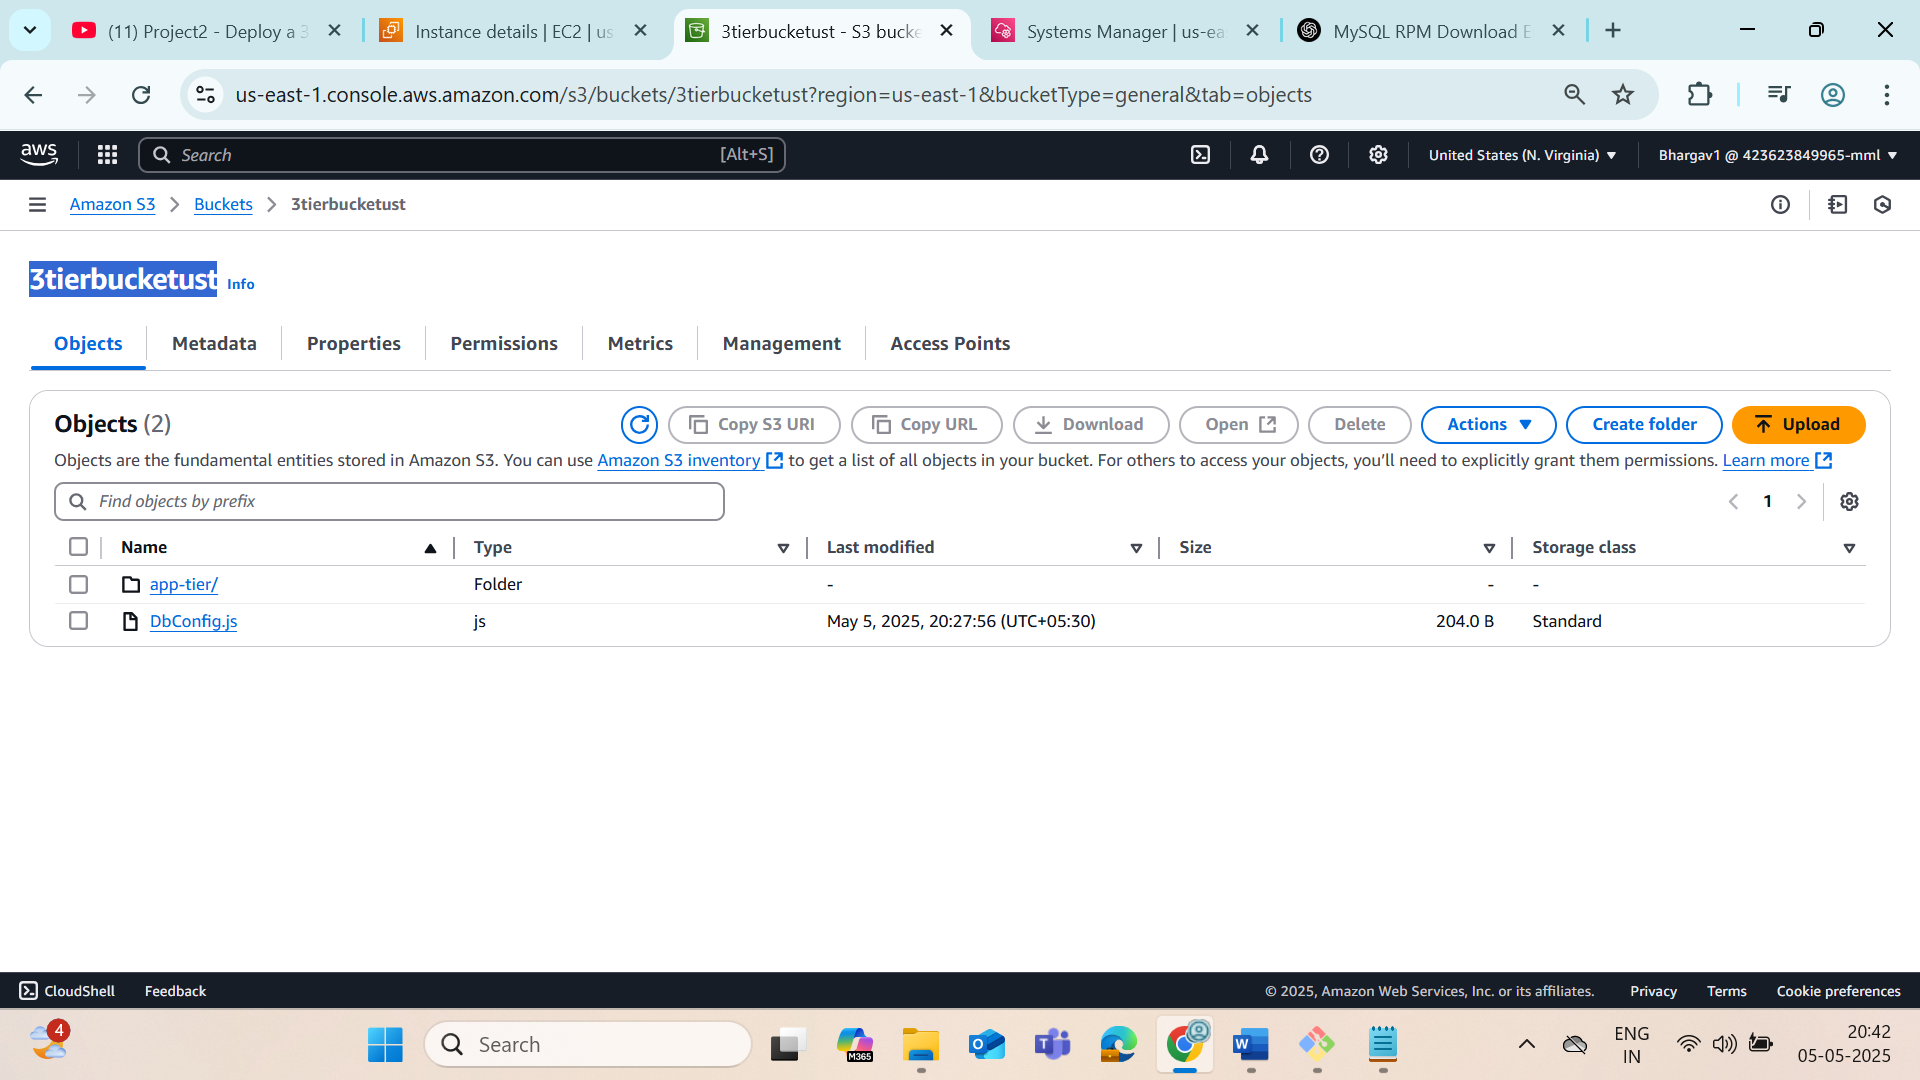 (11) Project2 - Deploy a 3
Instance details | EC2 | us
3tierbucketust - S3 bucke
Systems Manager | us-ea
MySQL RPM Download E
us-east-1.console.aws.amazon.com/s3/buckets/3tierbucketust?region=us-east-1&bucketType=general&tab=objects
aws
Search
[Alt+S]
United States (N. Virginia)
Bhargav1 @ 423623849965-mml
Amazon S3
Buckets
3tierbucketust
3tierbucketust Info
Objects
Metadata
Properties
Permissions
Metrics
Management
Access Points
Objects (2)
Copy S3 URI
Copy URL
Download
Open
Delete
Actions
Create folder
Upload
Objects are the fundamental entities stored in Amazon S3. You can use Amazon S3 inventory to get a list of all objects in your bucket. For others to access your objects, you’ll need to explicitly grant them permissions. Learn more
Find objects by prefix
1
Name
Type
Last modified
Size
Storage class
app-tier/
Folder
-
-
-
DbConfig.js
js
May 5, 2025, 20:27:56 (UTC+05:30)
204.0 B
Standard
CloudShell
Feedback
© 2025, Amazon Web Services, Inc. or its affiliates.
Privacy
Terms
Cookie preferences
4
Search
M365
ENG
IN
20:42
05-05-2025